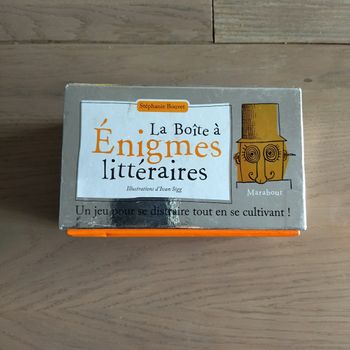 Stéphanie Bouvet
La Boîte à
Énigmes
littéraires
Illustrations d'Ivan Sigg
Marabout
Un jeu pour se distraire tout en se cultivant !